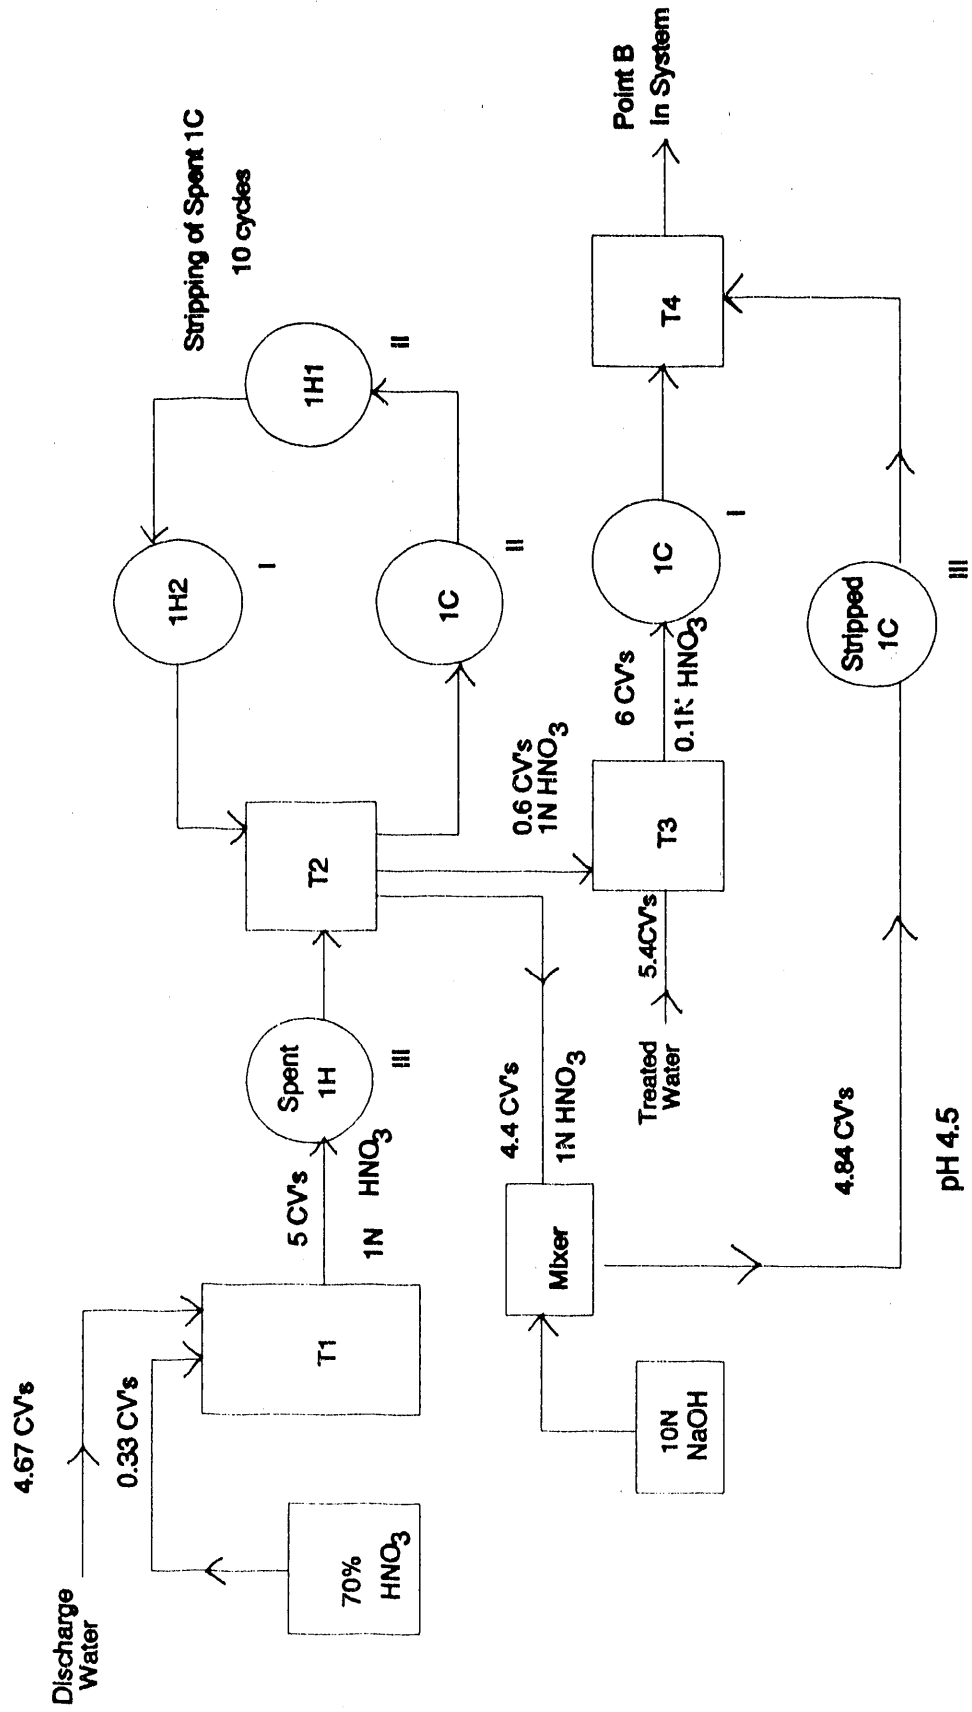 Stripping of Spent 1C
10 cycles
4.67 CV's
Discharge
Water
0.33 CV's
70%
HNO3
T1
5 CV's
1N HNO3
Spent
1H
III
T2
1H2
I
1H1
II
1C
II
0.6 CV's
1N HNO3
4.4 CV's
1N HNO3
Mixer
10N
NaOH
Treated
Water
5.4CV's
T3
6 CV's
0.1N HNO3
1C
I
T4
Point B
In System
4.84 CV's
pH 4.5
Stripped
1C
III